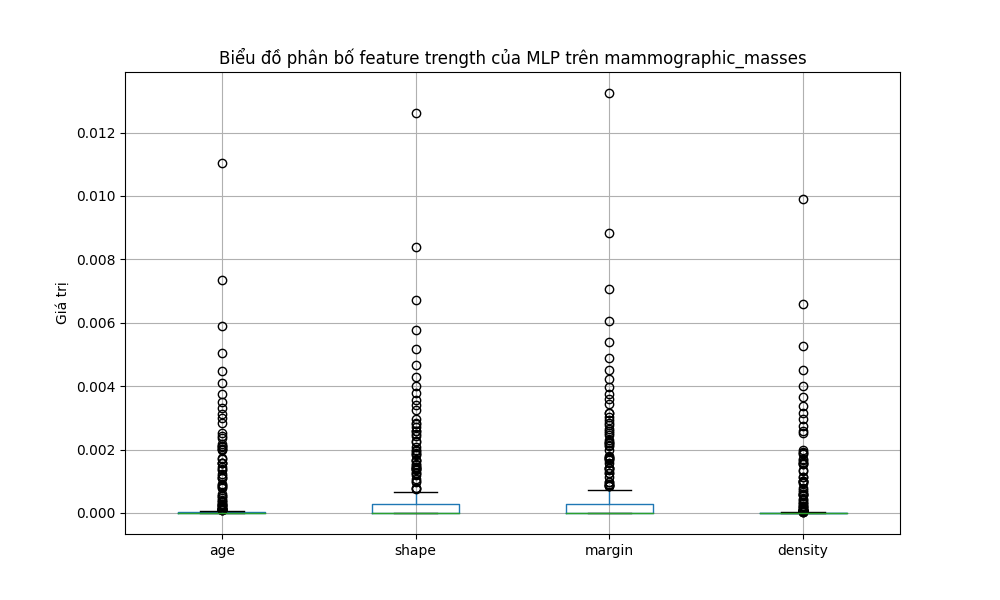 Biểu đồ phân bố feature trength của MLP trên mammographic_masses
Giá trị
0.012
0.010
0.008
0.006
0.004
0.002
0.000
age shape margin density